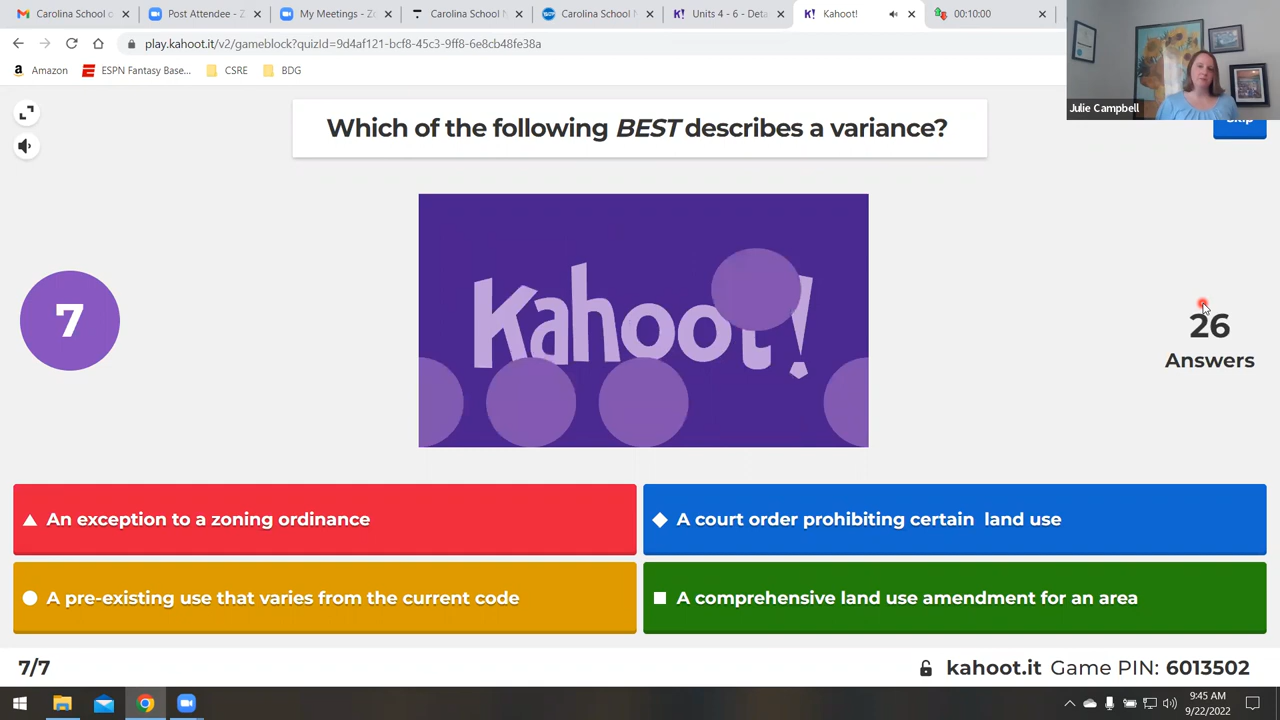 Carolina School o
Post Attendee - Z
My Meetings - Zo
Carolina School N
Carolina School N
Units 4 - 6 - Deta
Kahoot!
00:10:00
play.kahoot.it/v2/gameblock?quizId=9d4af121-bcf8-45c3-9ff8-6e8cb48fe38a
Amazon
ESPN Fantasy Base...
CSRE
BDG
Julie Campbell
Skip
Which of the following BEST describes a variance?
Kahoot!
7
26
Answers
An exception to a zoning ordinance
A court order prohibiting certain land use
A pre-existing use that varies from the current code
A comprehensive land use amendment for an area
7/7
kahoot.it Game PIN: 6013502
9:45 AM
9/22/2022